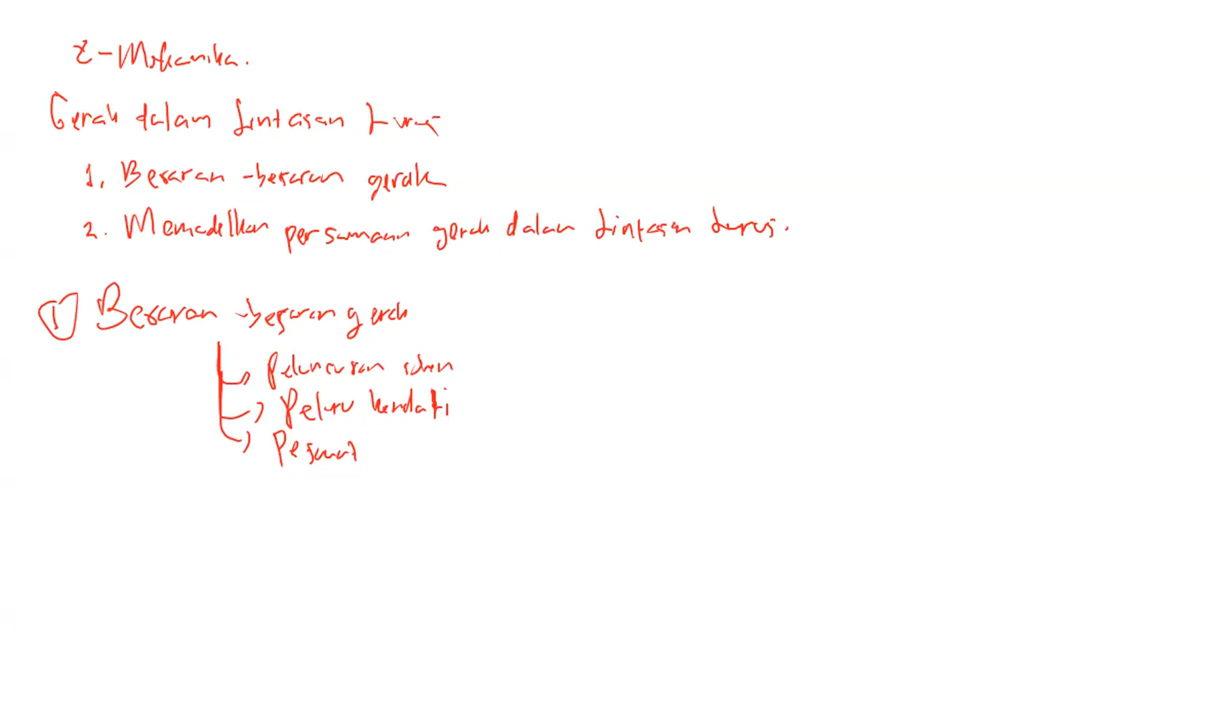 z-Mekanika.
Gerak dalam lintasan lurus
1. Besaran-besaran gerak
2. Memodelkan persamaan gerak dalam lintasan lurus.
1 Besaran-besaran gerak
Peluncuran
Peluru kendali
Pesawat